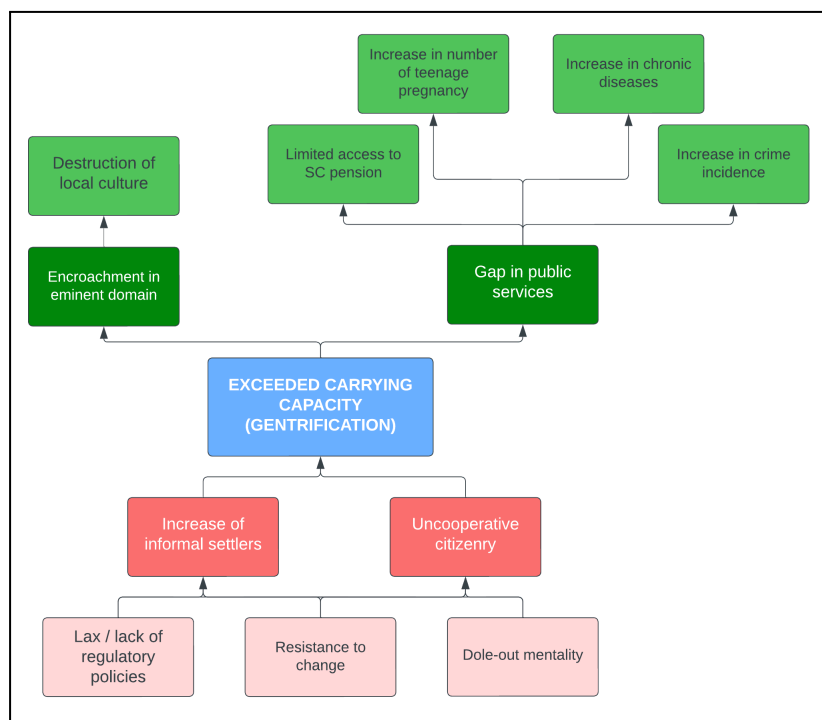 Increase in number
of teenage
pregnancy
Increase in chronic
diseases
Destruction of
local culture
Limited access to
SC pension
Increase in crime
incidence
Encroachment in
eminent domain
Gap in public
services
EXCEEDED CARRYING
CAPACITY
(GENTRIFICATION)
Increase of
informal settlers
Uncooperative
citizenry
Lax / lack of
regulatory
policies
Resistance to
change
Dole-out mentality